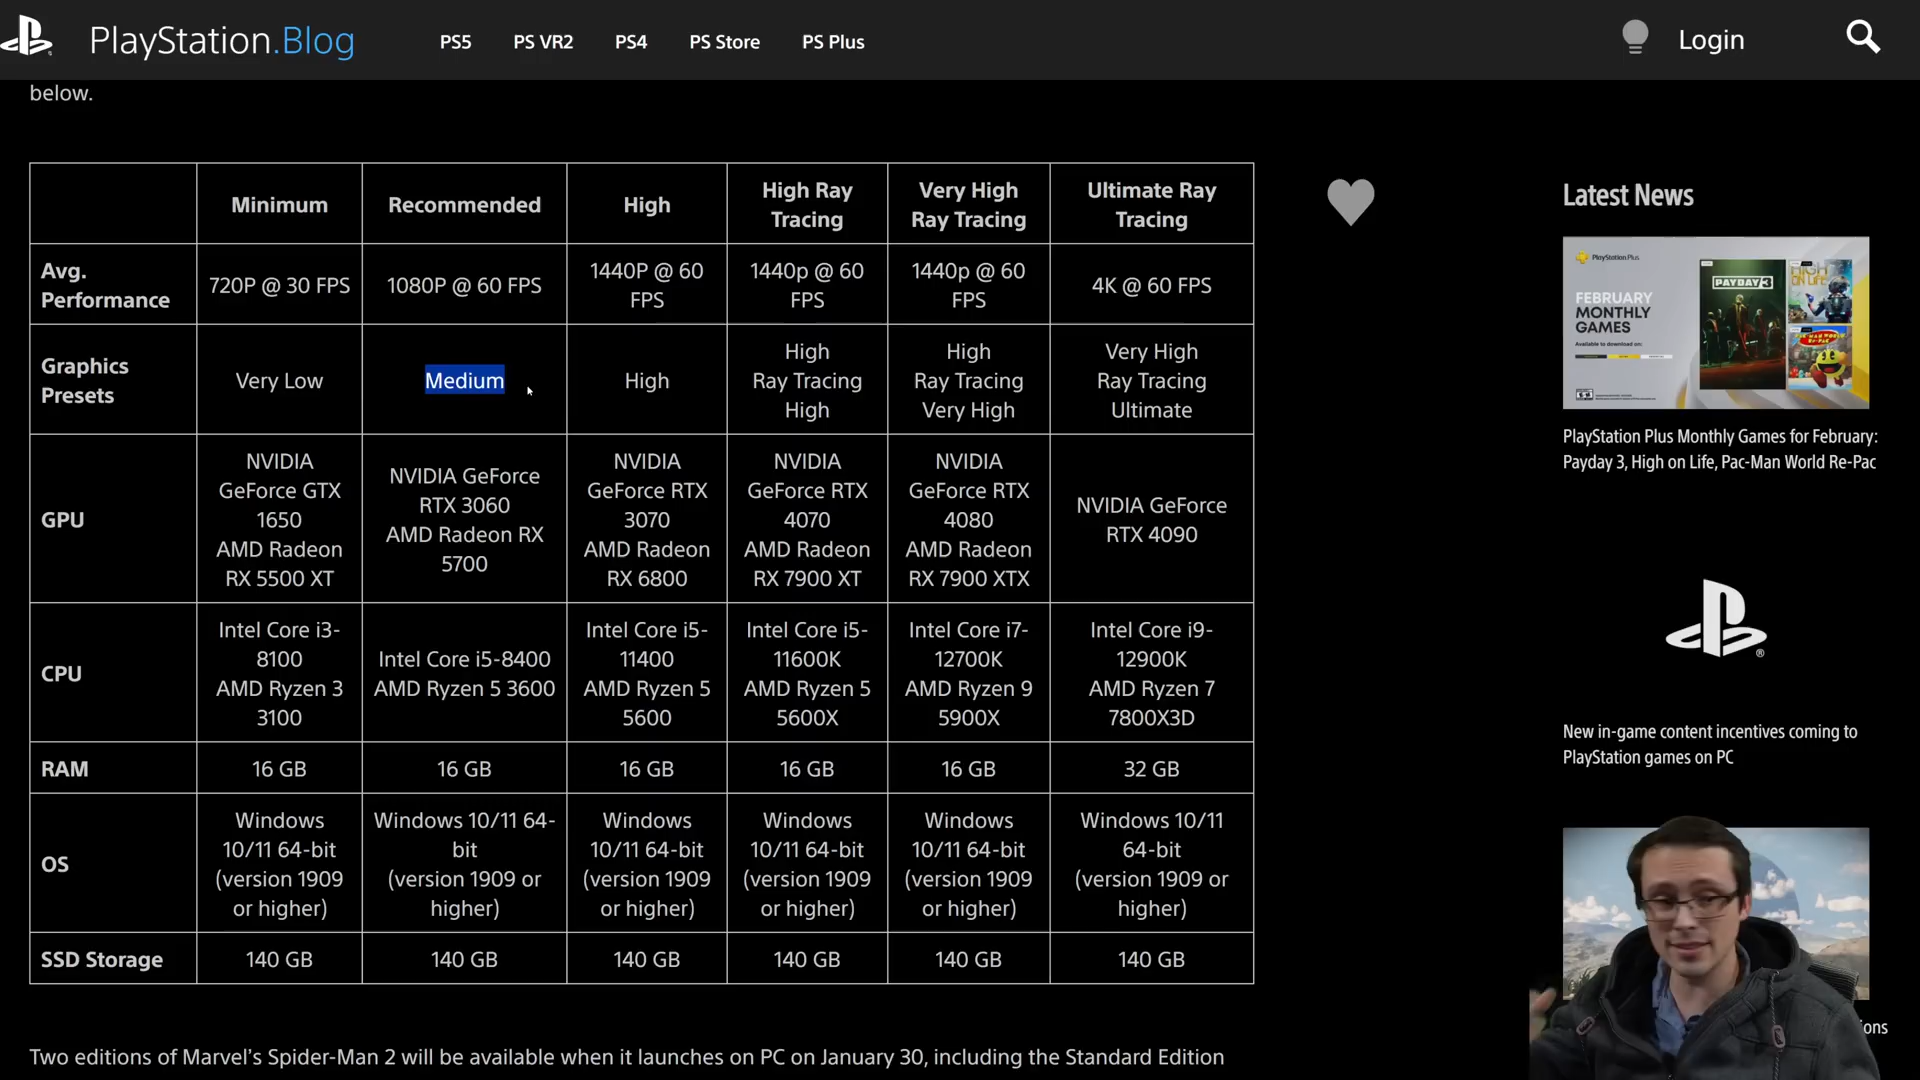 PlayStation.Blog
PS5
PS VR2
PS4
PS Store
PS Plus
Login
below.
Minimum
Recommended
High
High Ray
Tracing
Very High
Ray Tracing
Ultimate Ray
Tracing
Avg.
Performance
720P @ 30 FPS
1080P @ 60 FPS
1440P @ 60
FPS
1440p @ 60
FPS
1440p @ 60
FPS
4K @ 60 FPS
Graphics
Presets
Very Low
Medium
High
High
Ray Tracing
High
High
Ray Tracing
Very High
Very High
Ray Tracing
Ultimate
GPU
NVIDIA
GeForce GTX
1650
AMD Radeon
RX 5500 XT
NVIDIA GeForce
RTX 3060
AMD Radeon RX
5700
NVIDIA
GeForce RTX
3070
AMD Radeon
RX 6800
NVIDIA
GeForce RTX
4070
AMD Radeon
RX 7900 XT
NVIDIA
GeForce RTX
4080
AMD Radeon
RX 7900 XTX
NVIDIA GeForce
RTX 4090
CPU
Intel Core i3-
8100
AMD Ryzen 3
3100
Intel Core i5-8400
AMD Ryzen 5 3600
Intel Core i5-
11400
AMD Ryzen 5
5600
Intel Core i5-
11600K
AMD Ryzen 5
5600X
Intel Core i7-
12700K
AMD Ryzen 9
5900X
Intel Core i9-
12900K
AMD Ryzen 7
7800X3D
RAM
16 GB
16 GB
16 GB
16 GB
16 GB
32 GB
OS
Windows
10/11 64-bit
(version 1909
or higher)
Windows 10/11 64-
bit
(version 1909 or
higher)
Windows
10/11 64-bit
(version 1909
or higher)
Windows
10/11 64-bit
(version 1909
or higher)
Windows
10/11 64-bit
(version 1909
or higher)
Windows 10/11
64-bit
(version 1909 or
higher)
SSD Storage
140 GB
140 GB
140 GB
140 GB
140 GB
140 GB
Two editions of Marvel's Spider-Man 2 will be available when it launches on PC on January 30, including the Standard Edition
Latest News
PlayStation Plus
FEBRUARY
MONTHLY
GAMES
Available to download on:
PAYDAY 3
HIGH
ON LIFE
PAC-MAN WORLD
RE-PAC
PlayStation Plus Monthly Games for February:
Payday 3, High on Life, Pac-Man World Re-Pac
New in-game content incentives coming to
PlayStation games on PC
ions